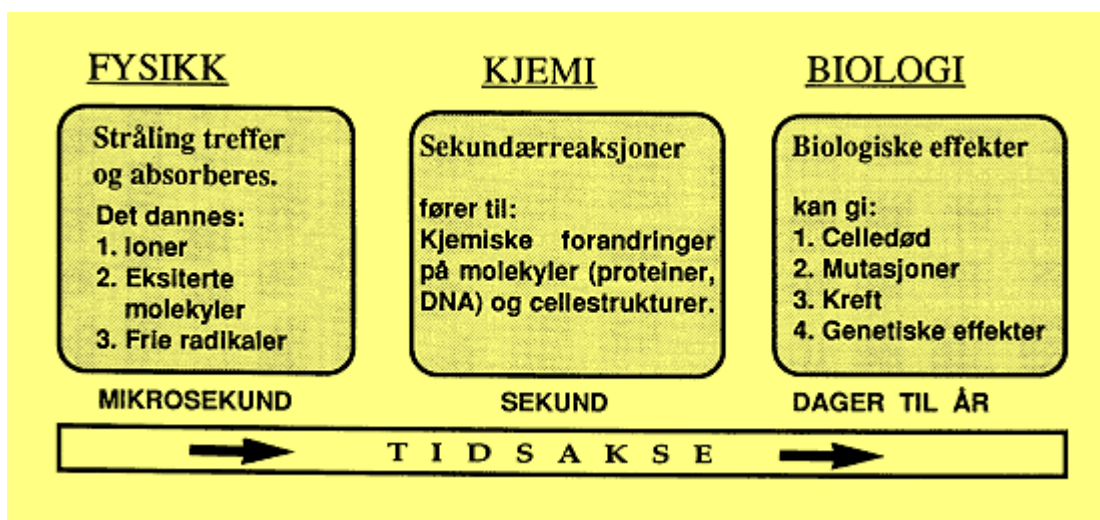 FYSIKK
Stråling treffer
og absorberes.
Det dannes:
1. Ioner
2. Eksiterte
molekyler
3. Frie radikaler
MIKROSEKUND
KJEMI
Sekundærreaksjoner
fører til:
Kjemiske forandringer
på molekyler (proteiner,
DNA) og cellestrukturer.
SEKUND
BIOLOGI
Biologiske effekter
kan gi:
1. Celledød
2. Mutasjoner
3. Kreft
4. Genetiske effekter
DAGER TIL ÅR
TIDSAKSE